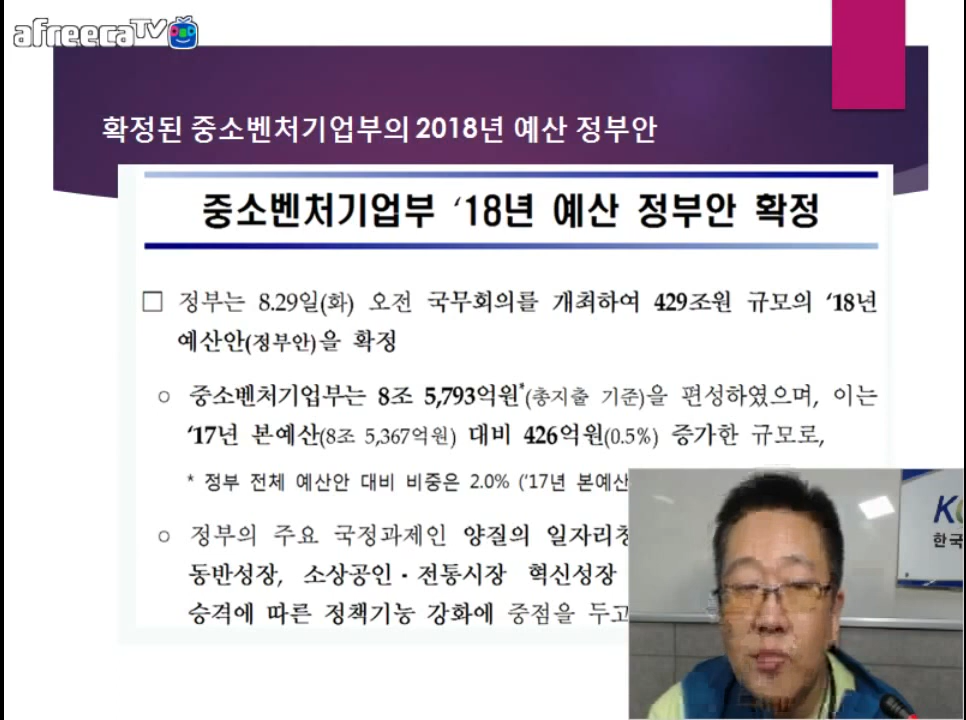 afreecaTV
확정된 중소벤처기업부의 2018년 예산 정부안
중소벤처기업부 ‘18년 예산 정부안 확정
□ 정부는 8.29일(화) 오전 국무회의를 개최하여 429조원 규모의 ‘18년
예산안(정부안)을 확정
○ 중소벤처기업부는 8조 5,793억원*(총지출 기준)을 편성하였으며, 이는
‘17년 본예산(8조 5,367억원) 대비 426억원(0.5%) 증가한 규모로,
* 정부 전체 예산안 대비 비중은 2.0% (‘17년 본예산
○ 정부의 주요 국정과제인 양질의 일자리창
동반성장, 소상공인·전통시장 혁신성장
승격에 따른 정책기능 강화에 중점을 두고
한국